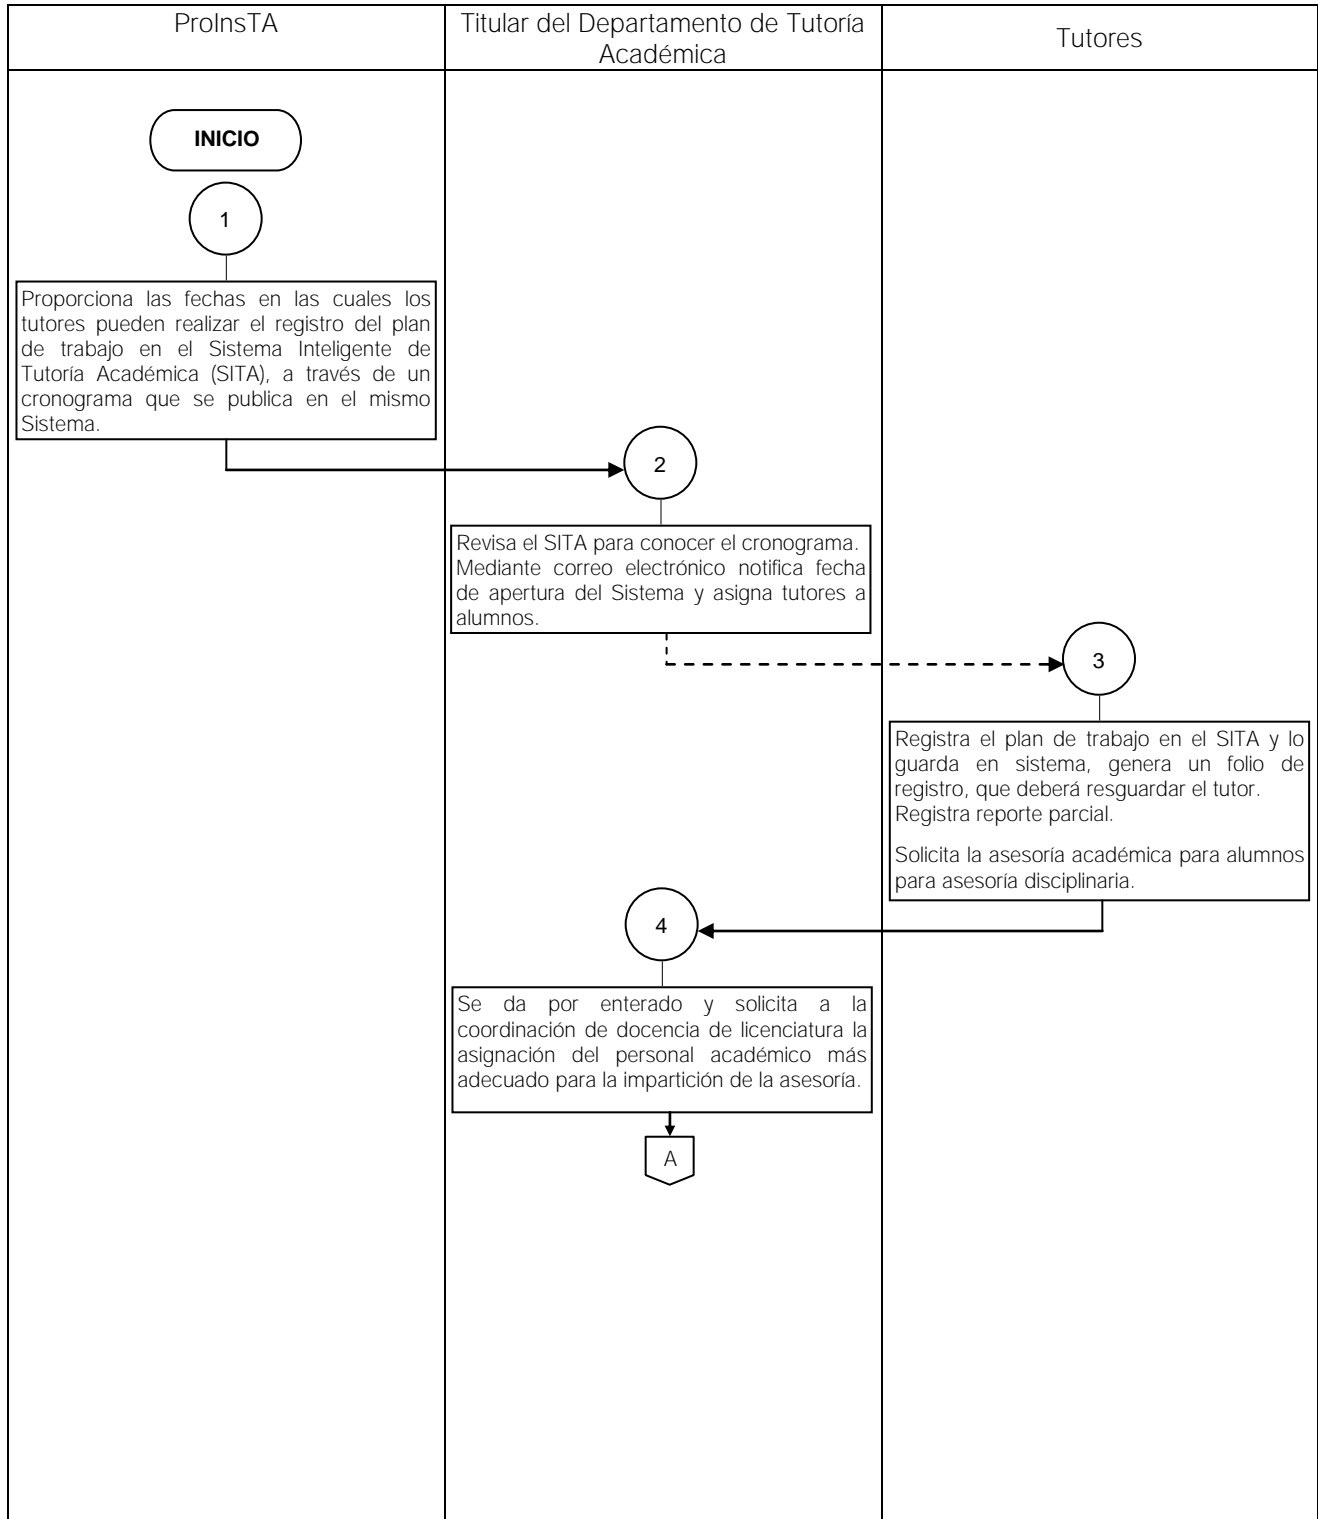 ProInsTA
Titular del Departamento de Tutoría
Académica
Tutores
INICIO
1
Proporciona las fechas en las cuales los
tutores pueden realizar el registro del plan
de trabajo en el Sistema Inteligente de
Tutoría Académica (SITA), a través de un
cronograma que se publica en el mismo
Sistema.
2
Revisa el SITA para conocer el cronograma.
Mediante correo electrónico notifica fecha
de apertura del Sistema y asigna tutores a
alumnos.
3
Registra el plan de trabajo en el SITA y lo
guarda en sistema, genera un folio de
registro, que deberá resguardar el tutor.
Registra reporte parcial.
Solicita la asesoría académica para alumnos
para asesoría disciplinaria.
4
Se da por enterado y solicita a la
coordinación de docencia de licenciatura la
asignación del personal académico más
adecuado para la impartición de la asesoría.
A